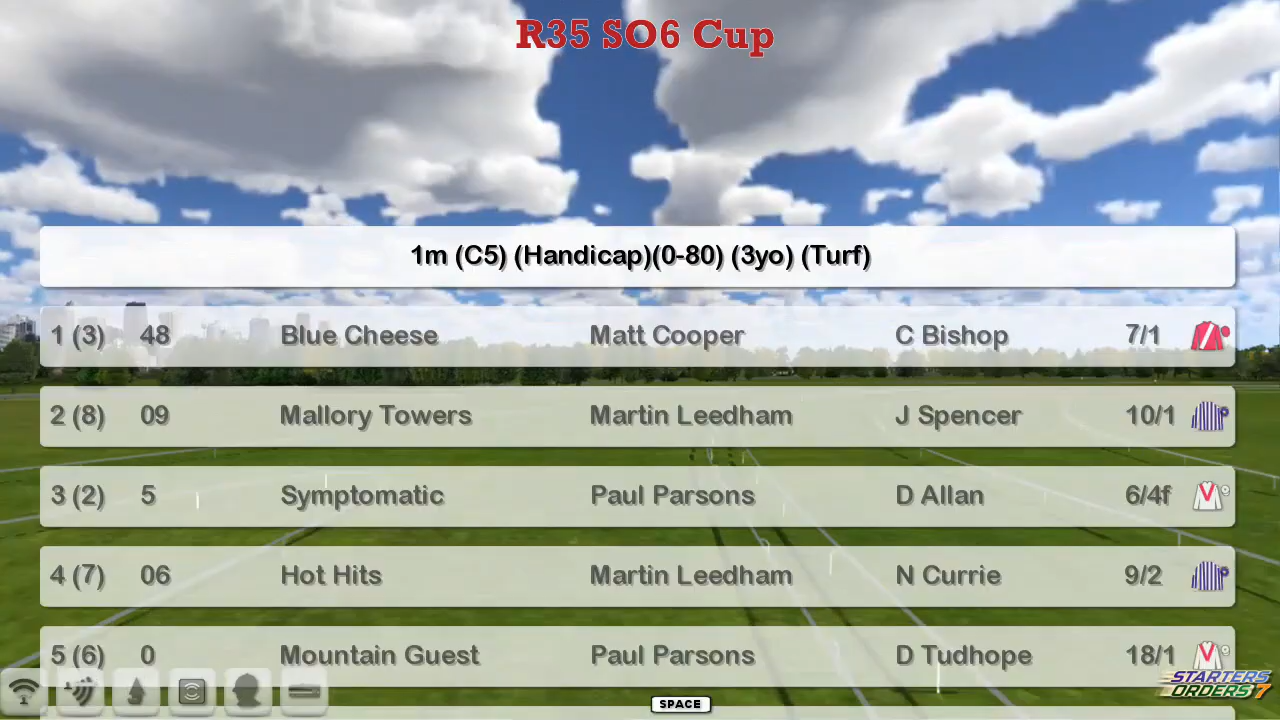 R35 SO6 Cup
1m (C5) (Handicap)(0-80) (3yo) (Turf)
1 (3) 48 Blue Cheese Matt Cooper C Bishop 7/1
2 (8) 09 Mallory Towers Martin Leedham J Spencer 10/1
3 (2) 5 Symptomatic Paul Parsons D Allan 6/4f
4 (7) 06 Hot Hits Martin Leedham N Currie 9/2
5 (6) 0 Mountain Guest Paul Parsons D Tudhope 18/1
STARTERS
ORDERS 7
SPACE